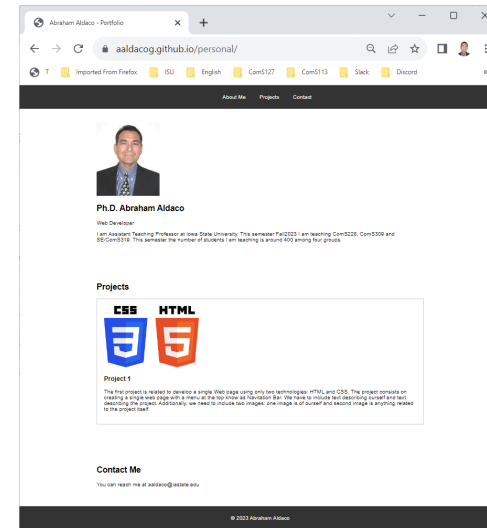 Abraham Aldaco - Portfolio
aaldacog.github.io/personal/
T Imported From Firefox ISU English ComS127 ComS113 Slack Discord
About Me Projects Contact
Ph.D. Abraham Aldaco
Web Developer
I am Assistant Teaching Professor at Iowa State University. This semester Fall2023 I am teaching ComS228, ComS309 and
SE/ComS319. This semester the number of students I am teaching is around 400 among four groups.
Projects
CSS HTML
3 5
Project 1
The first project is related to develop a single Web page using only two technologies: HTML and CSS. The project consists on
creating a single web page with a menu at the top know as Navitation Bar. We have to include text describing ourself and text
describing the project. Additionally, we need to include two images: one image is of ourself and second image is anything related
to the project itself.
Contact Me
You can reach me at aaldaco@iastate.edu
© 2023 Abraham Aldaco